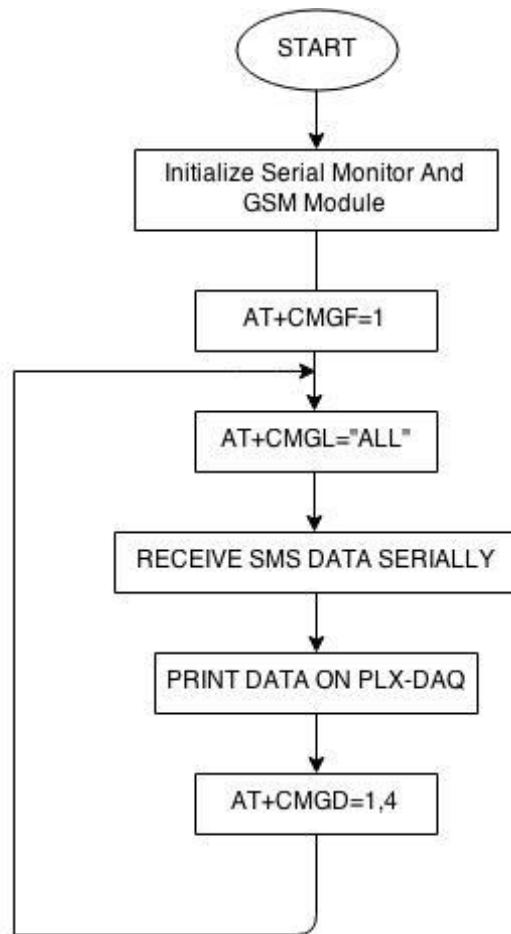 START
Initialize Serial Monitor And
GSM Module
AT+CMGF=1
AT+CMGL="ALL"
RECEIVE SMS DATA SERIALLY
PRINT DATA ON PLX-DAQ
AT+CMGD=1,4